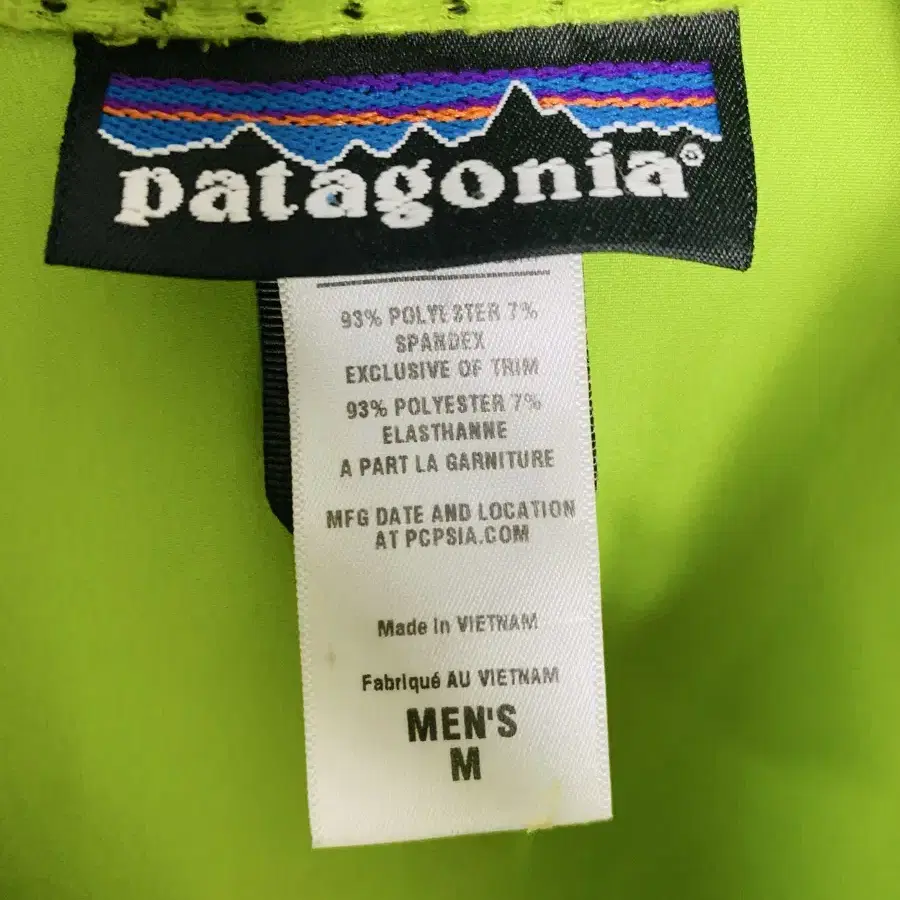 patagonia®
93% POLYESTER 7%
SPANDEX
EXCLUSIVE OF TRIM
93% POLYESTER 7%
ELASTHANNE
A PART LA GARNITURE
MFG DATE AND LOCATION
AT PCPSIA.COM
Made in VIETNAM
Fabriqué AU VIETNAM
MEN'S
M